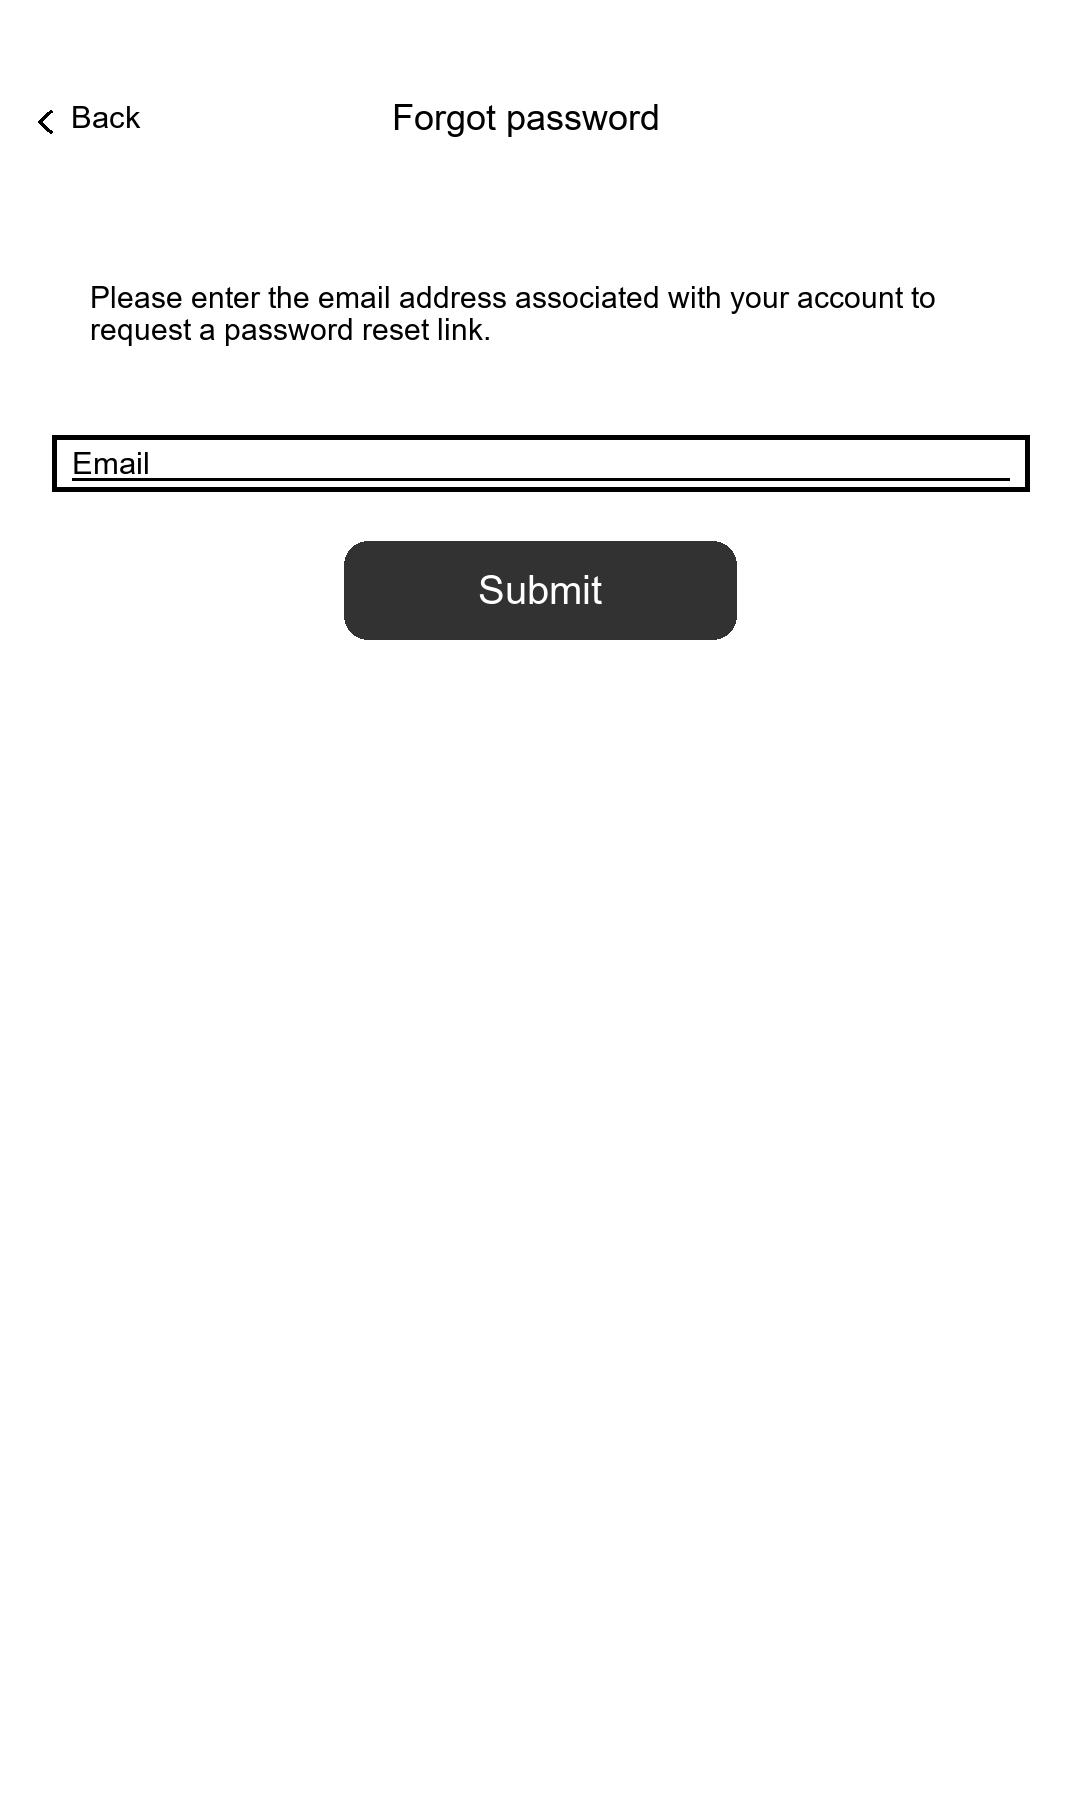 Back
Forgot password
Please enter the email address associated with your account to
request a password reset link.
Email
Submit